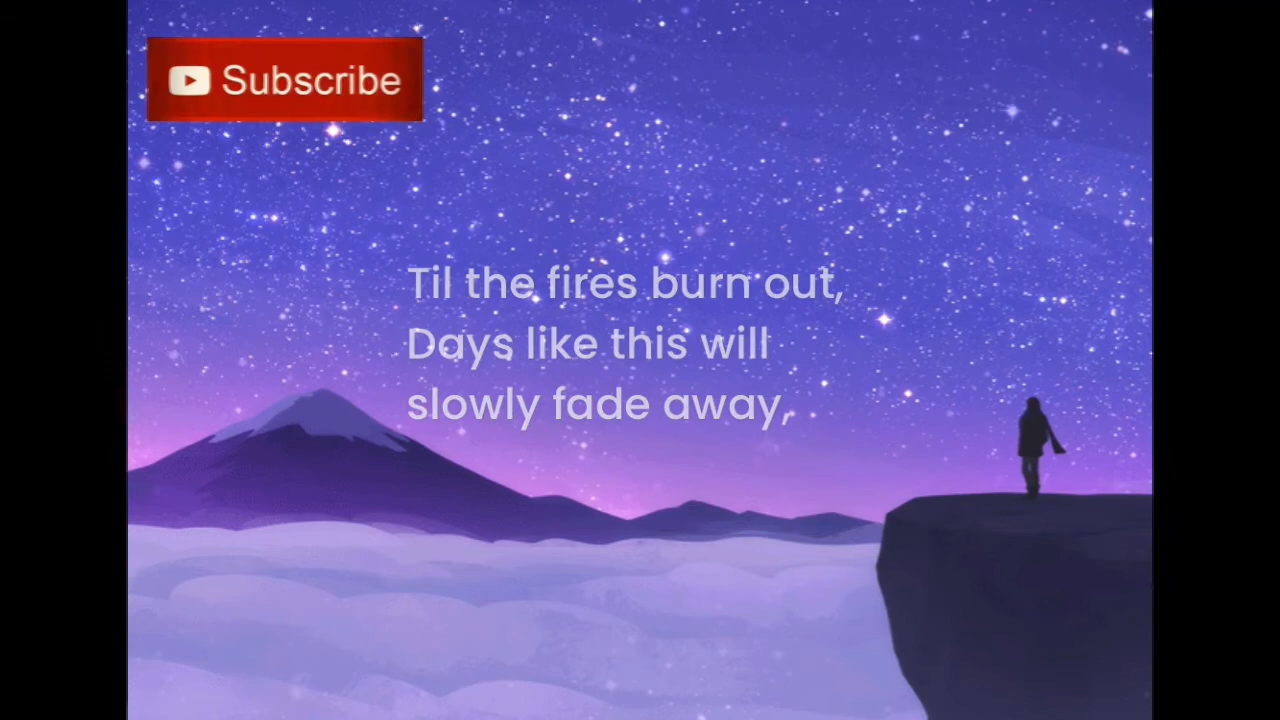 Subscribe
Til the fires burn out,
Days like this will
slowly fade away,